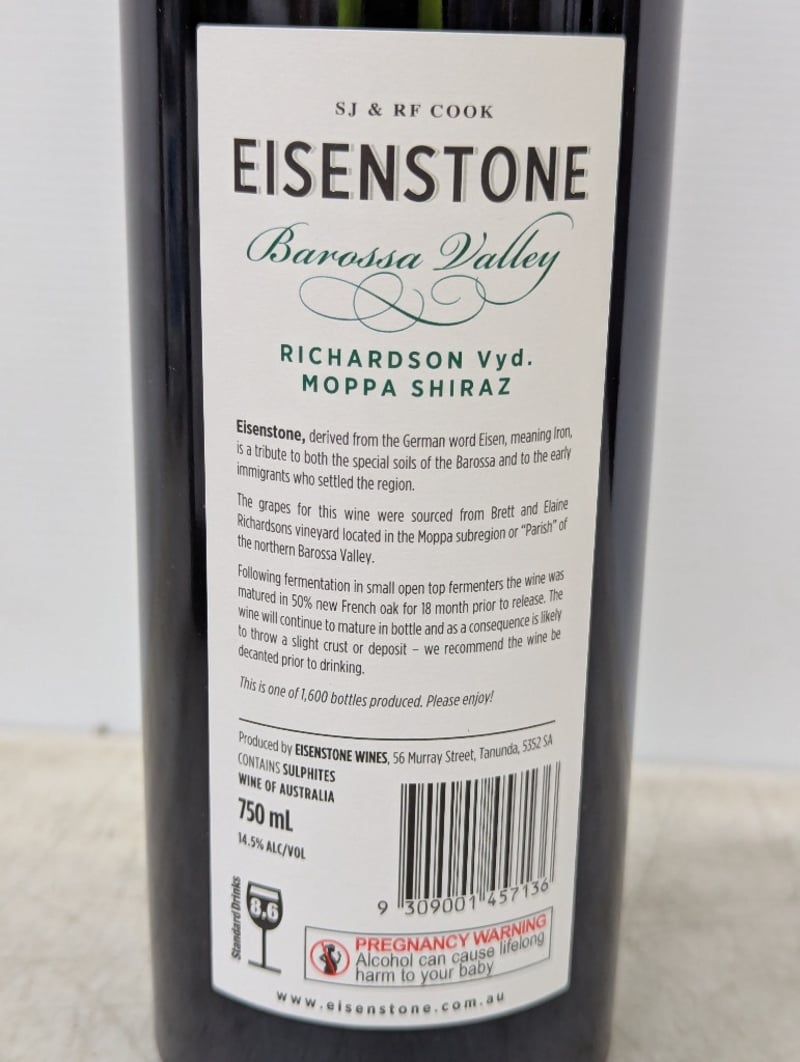 SJ & RF COOK
EISENSTONE
Barossa Valley
RICHARDSON Vyd.
MOPPA SHIRAZ
Eisenstone, derived from the German word Eisen, meaning Iron,
is a tribute to both the special soils of the Barossa and to the early
immigrants who settled the region.
The grapes for this wine were sourced from Brett and Elaine
Richardsons vineyard located in the Moppa subregion or “Parish” of
the northern Barossa Valley.
Following fermentation in small open top fermenters the wine was
matured in 50% new French oak for 18 month prior to release. The
wine will continue to mature in bottle and as a consequence is likely
to throw a slight crust or deposit – we recommend the wine be
decanted prior to drinking.
This is one of 1,600 bottles produced. Please enjoy!
Produced by EISENSTONE WINES, 56 Murray Street, Tanunda, 5352 SA
CONTAINS SULPHITES
WINE OF AUSTRALIA
750 mL
14.5% ALC/VOL
9 309001 457136
Standard Drinks
8.6
PREGNANCY WARNING
Alcohol can cause lifelong
harm to your baby
www.eisenstone.com.au